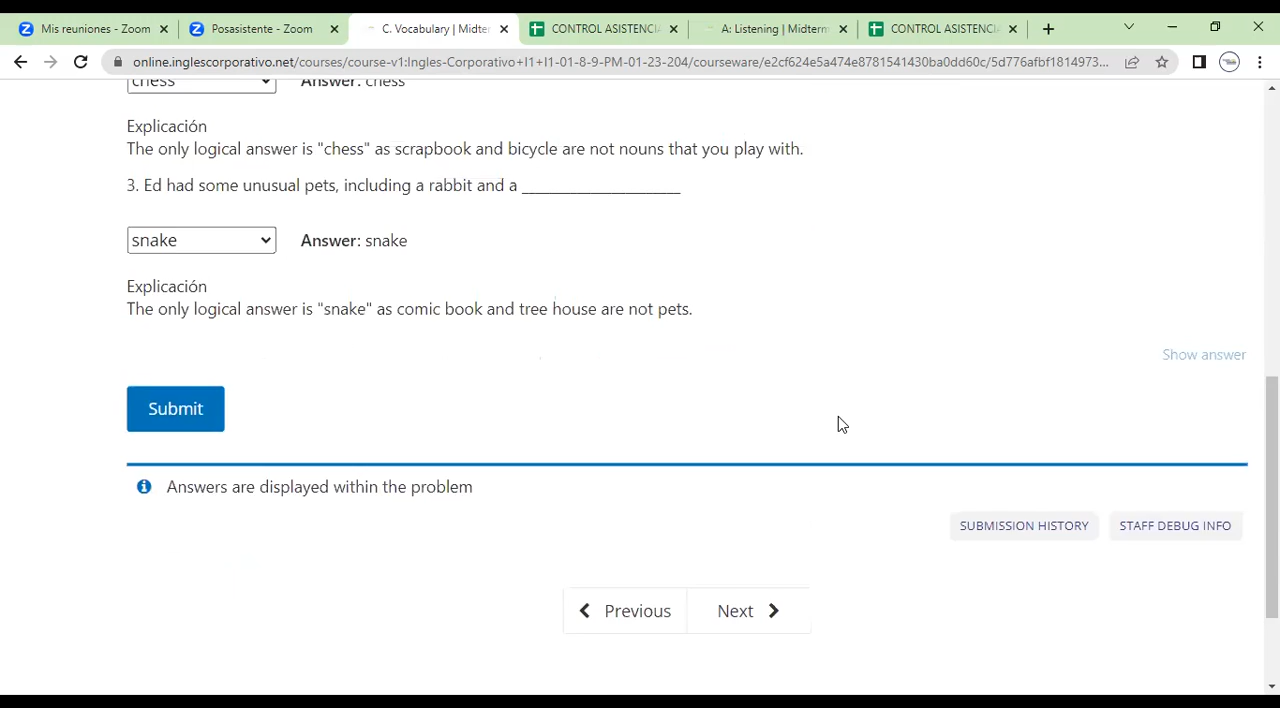 Mis reuniones - Zoom
Posasistente - Zoom
C. Vocabulary | Midte
CONTROL ASISTENCI
A: Listening | Midterm
CONTROL ASISTENCI
online.inglescorporativo.net/courses/course-v1:Ingles-Corporativo+I1+I1-01-8-9-PM-01-23-204/courseware/e2cf624e5a474e8781541430ba0dd60c/5d776afbf1814973...
chess Answer: chess
Explicación
The only logical answer is "chess" as scrapbook and bicycle are not nouns that you play with.
3. Ed had some unusual pets, including a rabbit and a ____________________
snake Answer: snake
Explicación
The only logical answer is "snake" as comic book and tree house are not pets.
Show answer
Submit
Answers are displayed within the problem
SUBMISSION HISTORY STAFF DEBUG INFO
Previous Next